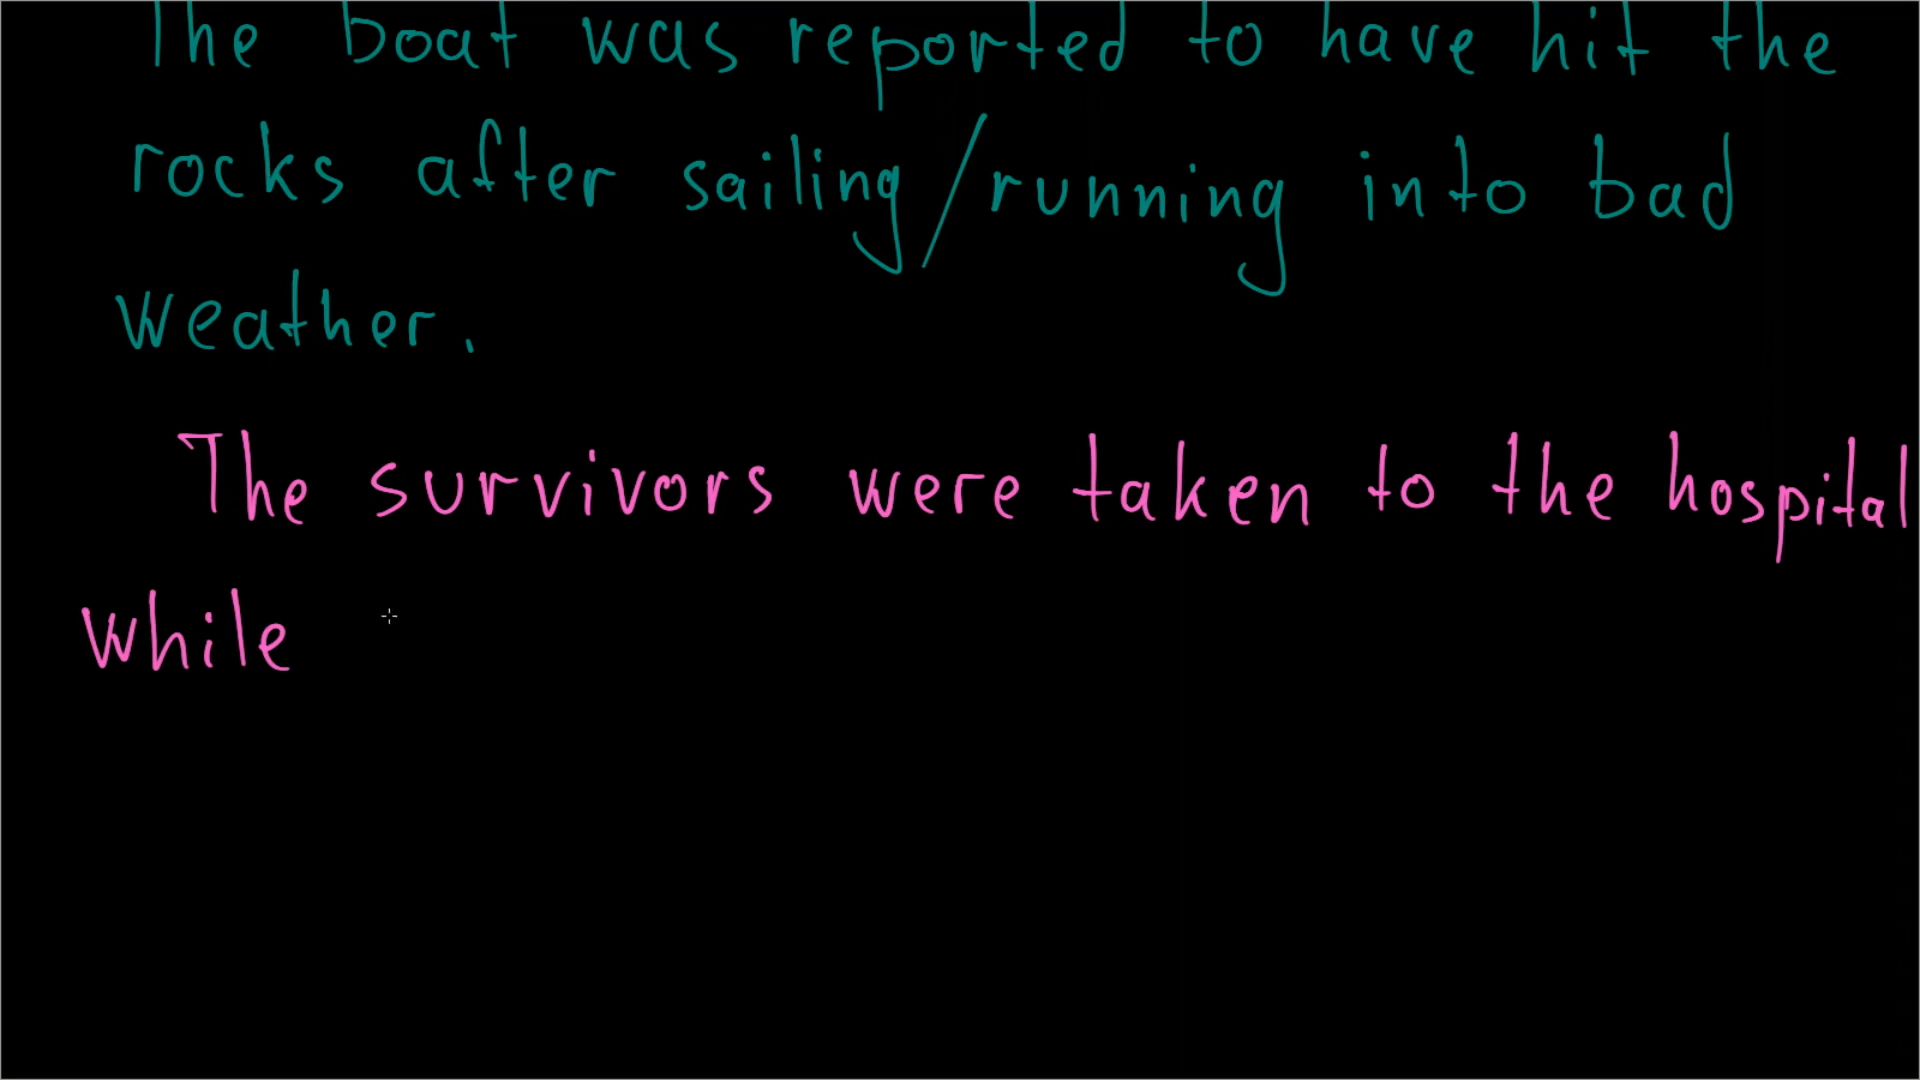 The boat was reported to have hit the
rocks after sailing/running into bad
weather.
The survivors were taken to the hospital
while